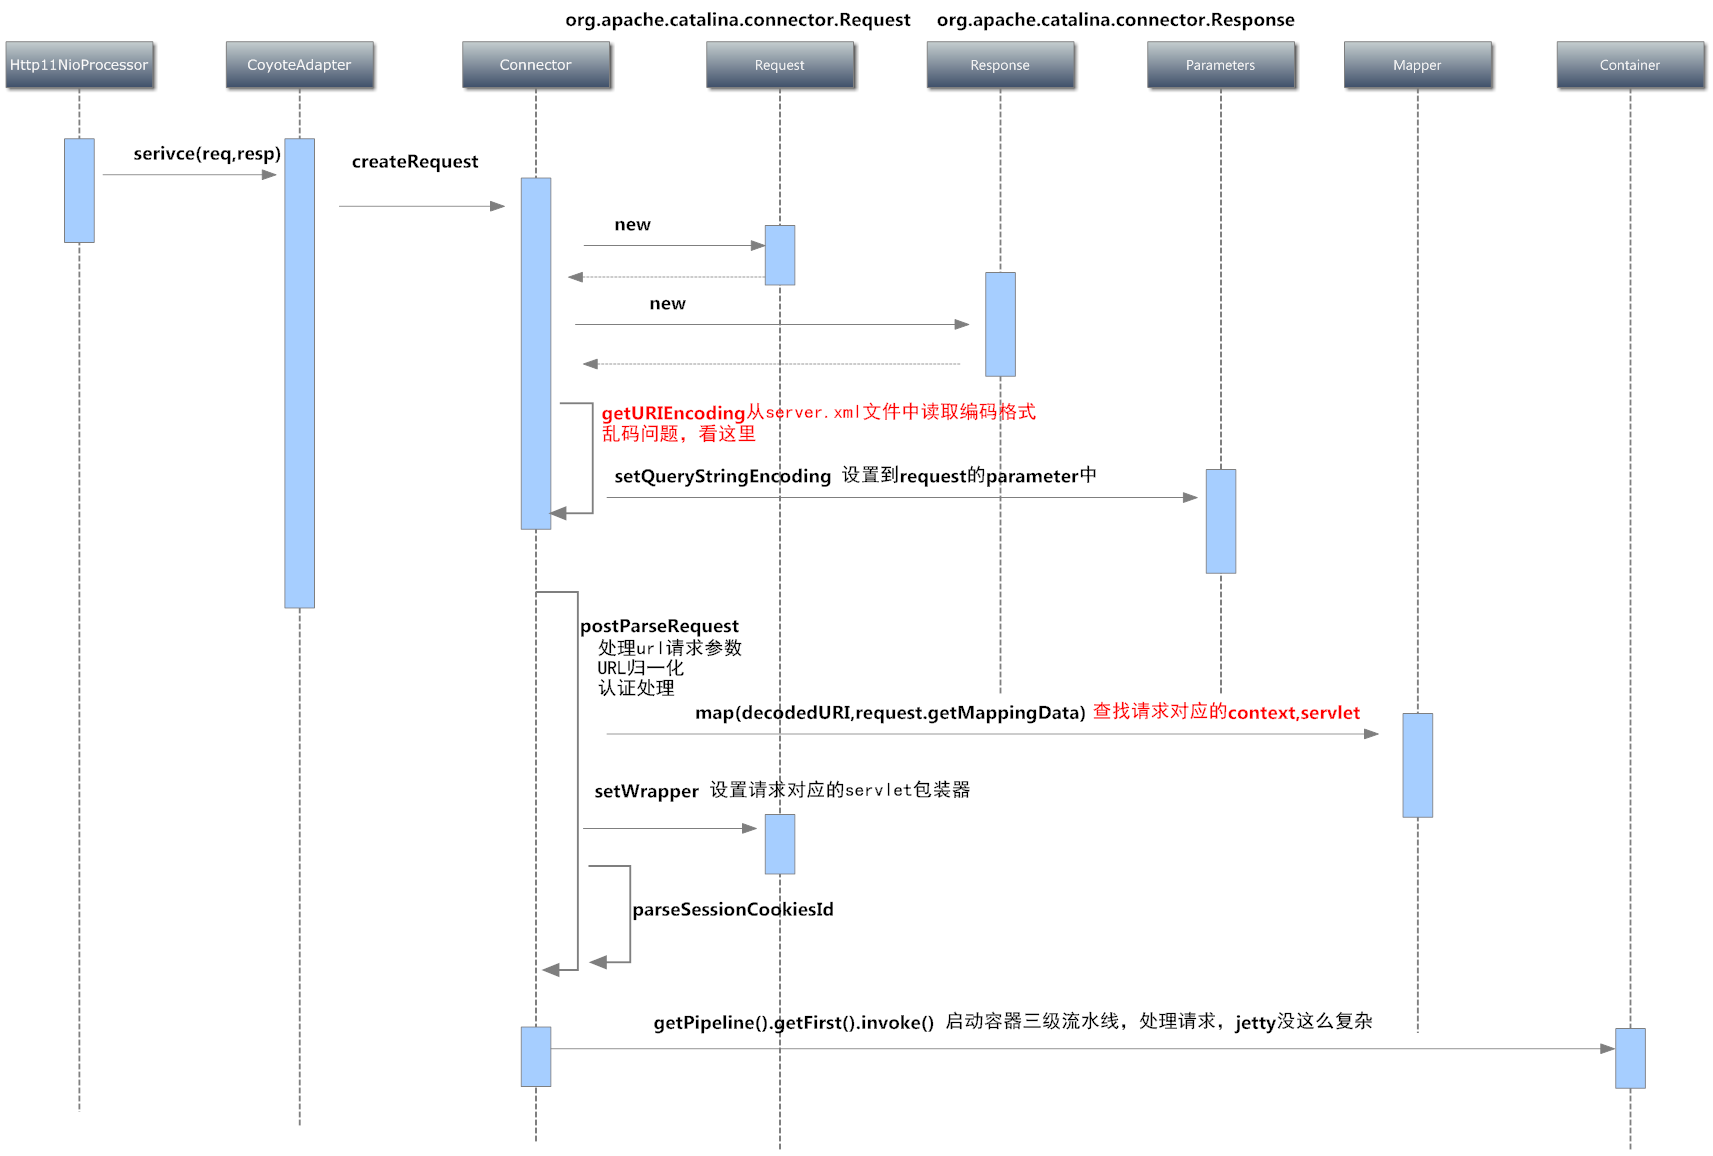 org.apache.catalina.connector.Request
org.apache.catalina.connector.Response
Http11NioProcessor
CoyoteAdapter
Connector
Request
Response
Parameters
Mapper
Container
serivce(req,resp)
createRequest
new
new
getURIEncoding从server.xml文件中读取编码格式
乱码问题，看这里
setQueryStringEncoding 设置到request的parameter中
postParseRequest
处理url请求参数
URL归一化
认证处理
map(decodedURI,request.getMappingData) 查找请求对应的context,servlet
setWrapper 设置请求对应的servlet包装器
parseSessionCookiesId
getPipeline().getFirst().invoke() 启动容器三级流水线，处理请求，jetty没这么复杂